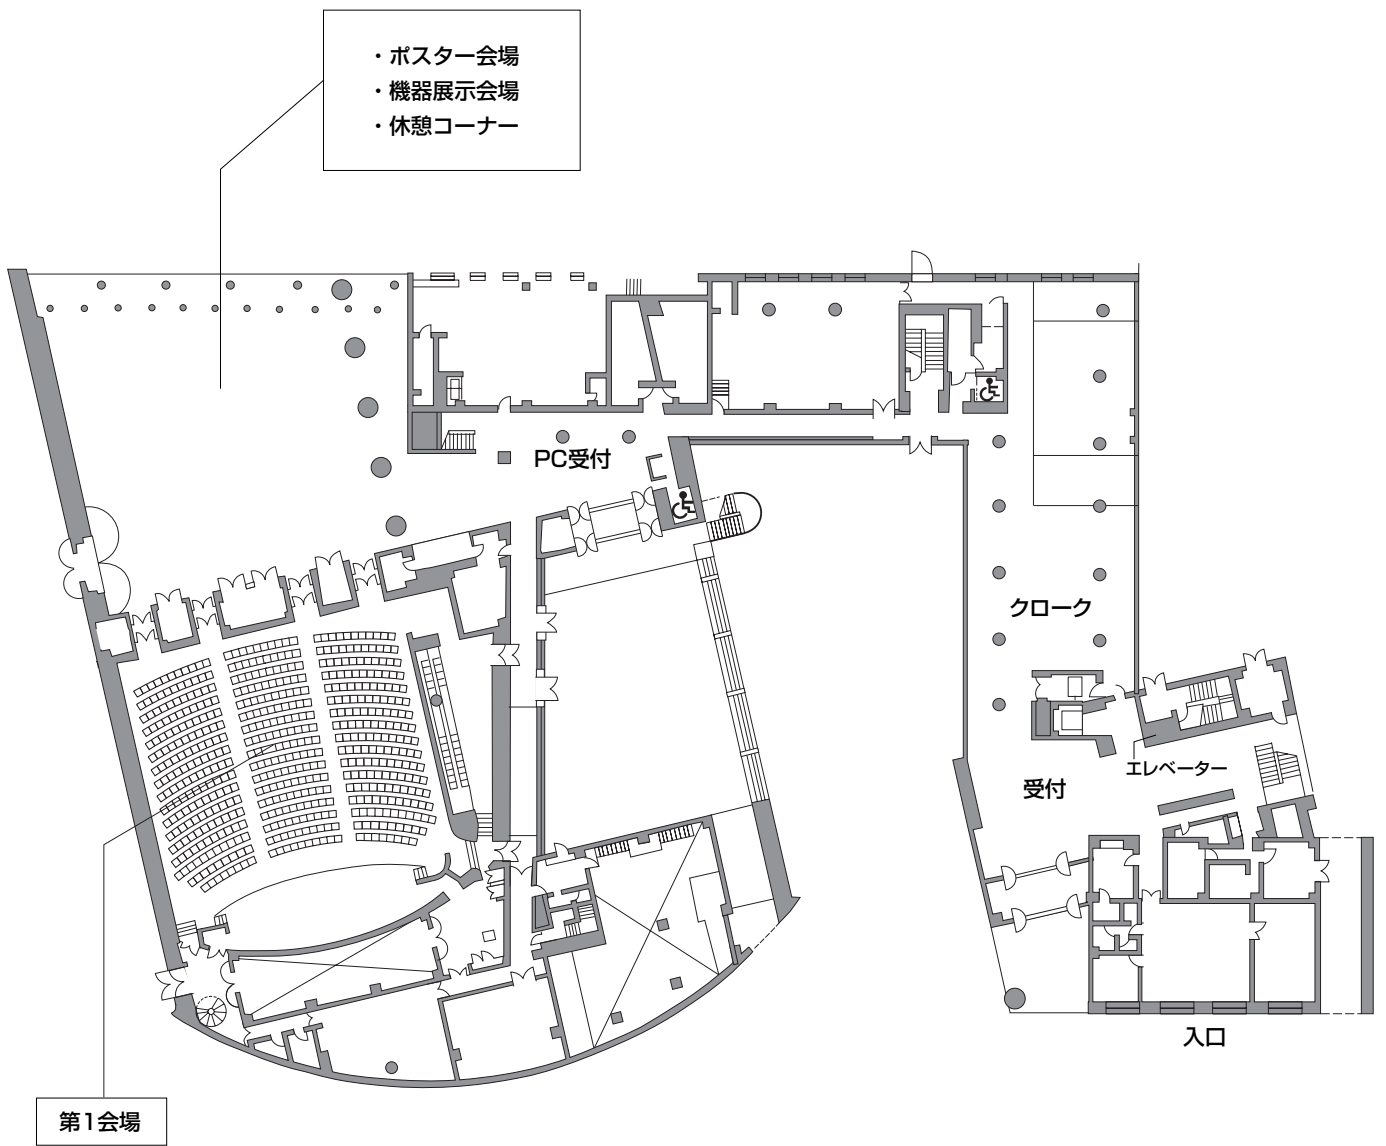 ・ポスター会場
・機器展示会場
・休憩コーナー
PC受付
クローク
エレベーター
受付
入口
第1会場